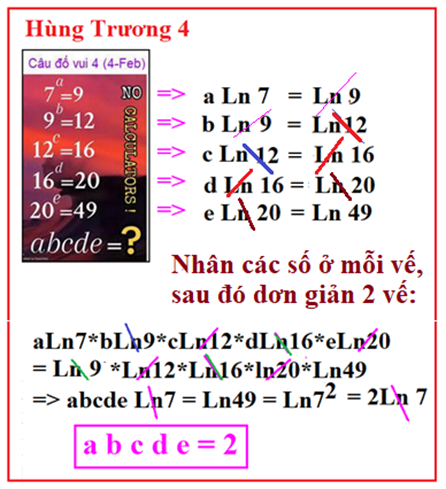 Hùng Trương 4
Câu đố vui 4 (4-Feb)
7^a=9
9^b=12
12^c=16
16^d=20
20^e=49
abcde=?
NO CALCULATORS!
=> a Ln 7 = Ln 9
=> b Ln 9 = Ln 12
=> c Ln 12 = Ln 16
=> d Ln 16 = Ln 20
=> e Ln 20 = Ln 49
Nhân các số ở mỗi vế,
sau đó dơn giản 2 vế:
aLn7*bLn9*cLn12*dLn16*eLn20
= Ln 9 *Ln12*Ln16*ln20*Ln49
=> abcde Ln7 = Ln49 = Ln7² = 2Ln 7
a b c d e = 2